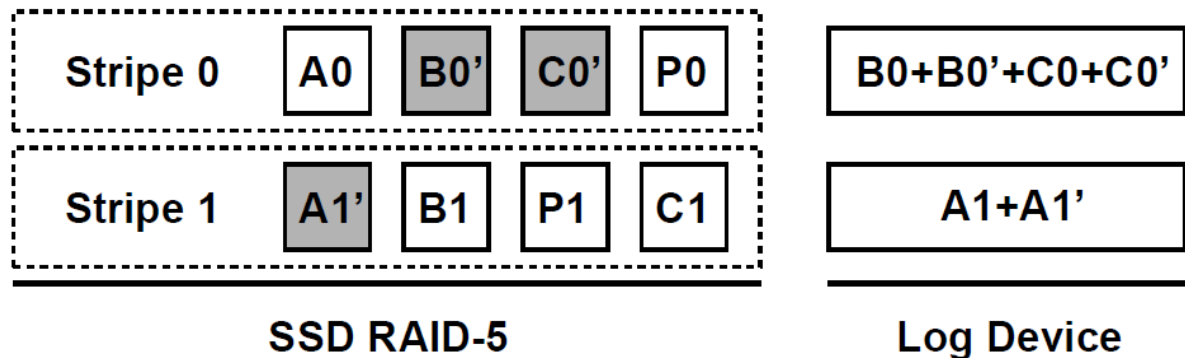 Stripe 0 A0 B0’ C0’ P0 B0+B0’+C0+C0’
Stripe 1 A1’ B1 P1 C1 A1+A1’
SSD RAID-5 Log Device